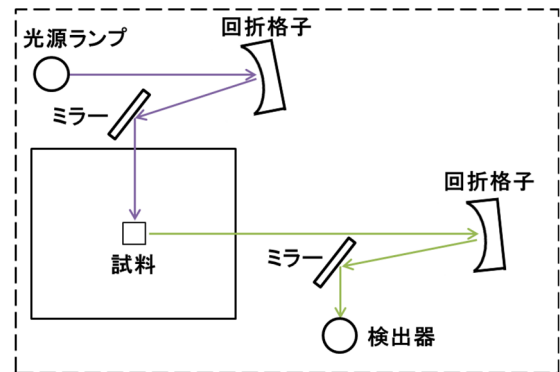 光源ランプ
回折格子
ミラー
試料
回折格子
ミラー
検出器